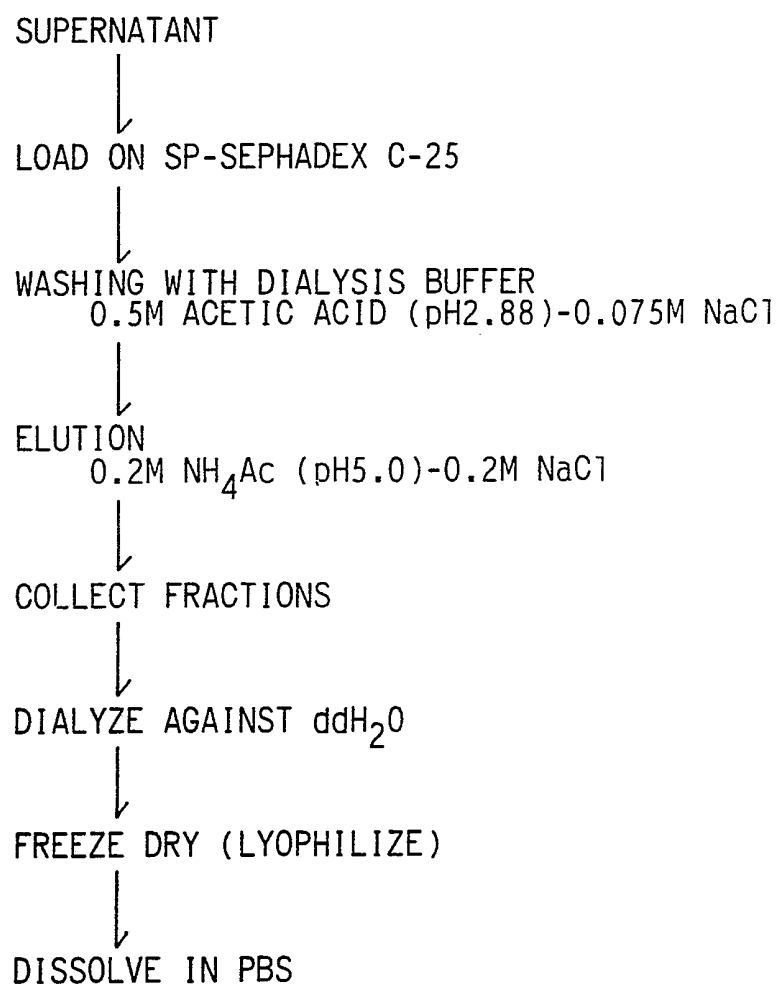 SUPERNATANT
LOAD ON SP-SEPHADEX C-25
WASHING WITH DIALYSIS BUFFER
0.5M ACETIC ACID (pH2.88)-0.075M NaCl
ELUTION
0.2M NH₄Ac (pH5.0)-0.2M NaCl
COLLECT FRACTIONS
DIALYZE AGAINST ddH₂O
FREEZE DRY (LYOPHILIZE)
DISSOLVE IN PBS